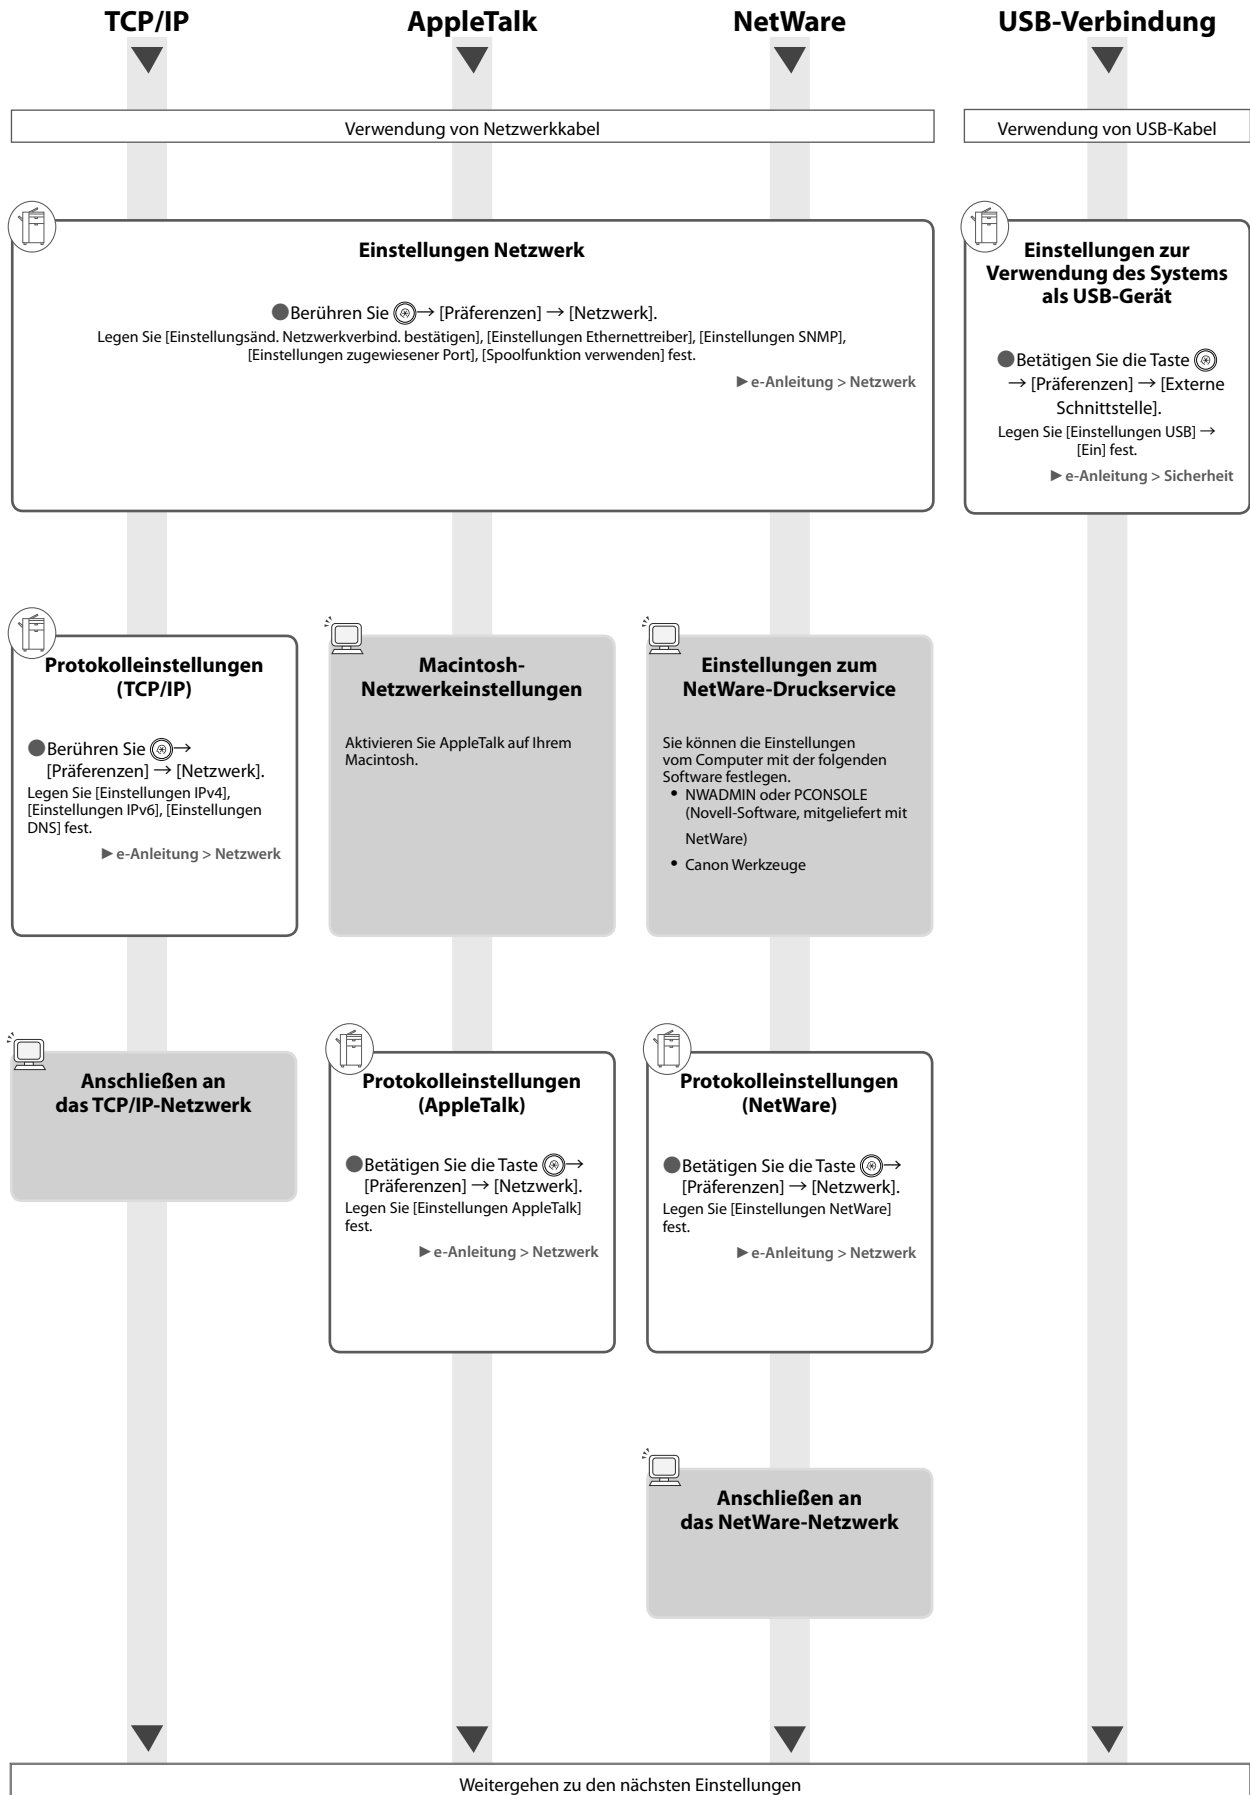 TCP/IP
AppleTalk
NetWare
USB-Verbindung
Verwendung von Netzwerkkabel
Verwendung von USB-Kabel
Einstellungen Netzwerk
●Berühren Sie → [Präferenzen] → [Netzwerk].
Legen Sie [Einstellungsänd. Netzwerkverbind. bestätigen], [Einstellungen Ethernettreiber], [Einstellungen SNMP],
[Einstellungen zugewiesener Port], [Spoolfunktion verwenden] fest.
►e-Anleitung > Netzwerk
Einstellungen zur
Verwendung des Systems
als USB-Gerät
●Betätigen Sie die Taste
→ [Präferenzen] → [Externe
Schnittstelle].
Legen Sie [Einstellungen USB] →
[Ein] fest.
►e-Anleitung > Sicherheit
Protokolleinstellungen
(TCP/IP)
●Berühren Sie →
[Präferenzen] → [Netzwerk].
Legen Sie [Einstellungen IPv4],
[Einstellungen IPv6], [Einstellungen
DNS] fest.
►e-Anleitung > Netzwerk
Macintosh-
Netzwerkeinstellungen
Aktivieren Sie AppleTalk auf Ihrem
Macintosh.
Einstellungen zum
NetWare-Druckservice
Sie können die Einstellungen
vom Computer mit der folgenden
Software festlegen.
• NWADMIN oder PCONSOLE
(Novell-Software, mitgeliefert mit
NetWare)
• Canon Werkzeuge
Anschließen an
das TCP/IP-Netzwerk
Protokolleinstellungen
(AppleTalk)
●Betätigen Sie die Taste →
[Präferenzen] → [Netzwerk].
Legen Sie [Einstellungen AppleTalk]
fest.
►e-Anleitung > Netzwerk
Protokolleinstellungen
(NetWare)
●Betätigen Sie die Taste →
[Präferenzen] → [Netzwerk].
Legen Sie [Einstellungen NetWare]
fest.
►e-Anleitung > Netzwerk
Anschließen an
das NetWare-Netzwerk
Weitergehen zu den nächsten Einstellungen